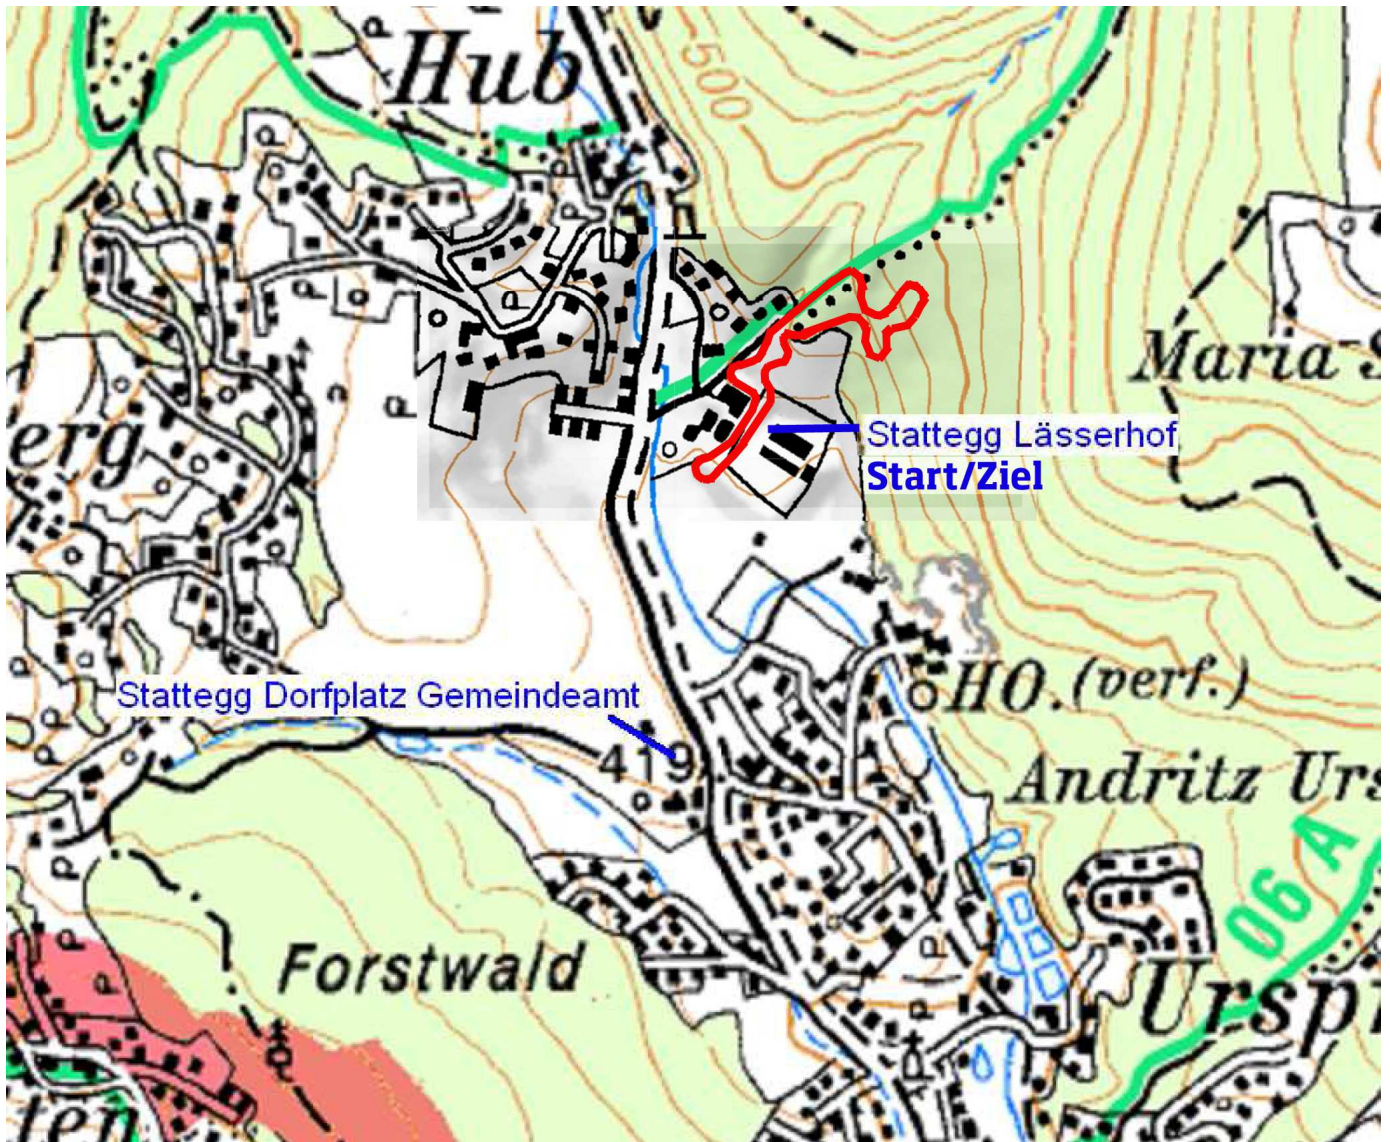 Hub
500
Maria-S
erg
Stattegg Lässerhof
Start/Ziel
HO. (verf.)
Stattegg Dorfplatz Gemeindeamt
419
Andritz Urs
06 A
Forstwald
Urspr
ten